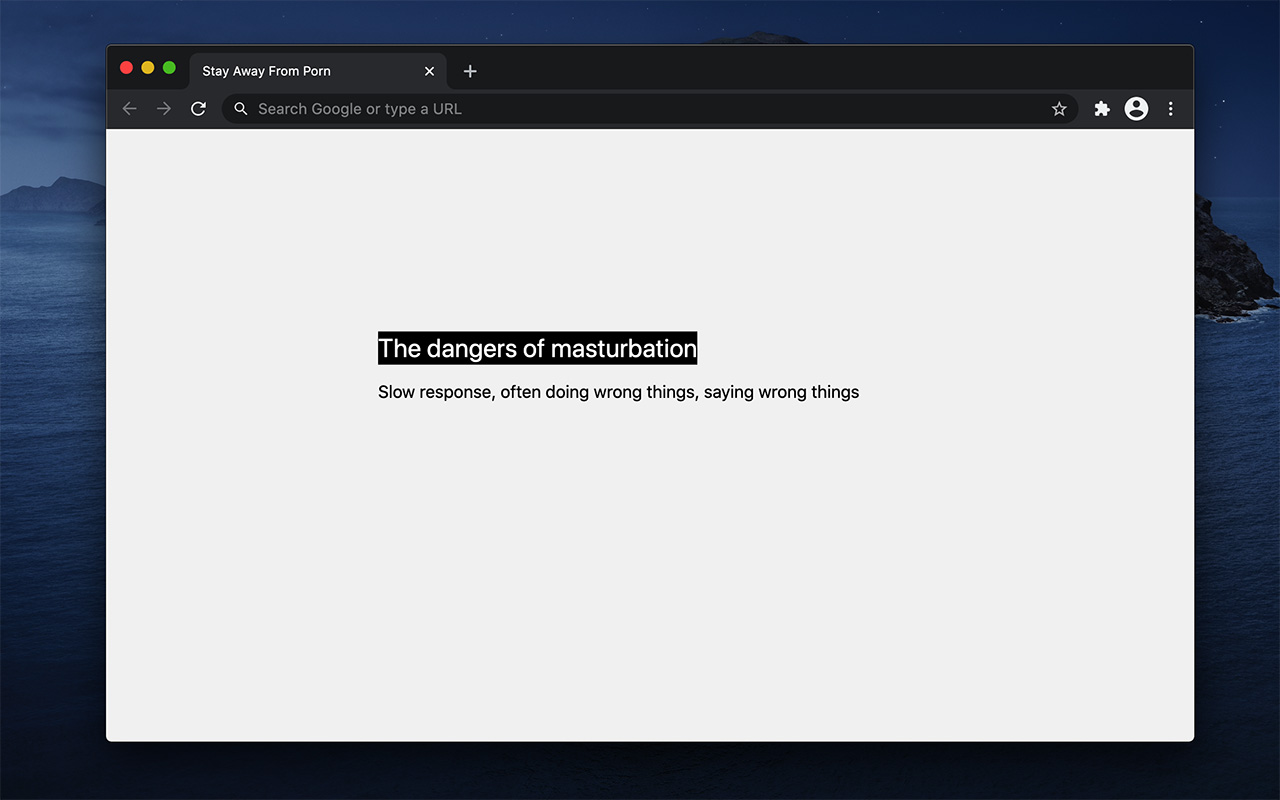 Stay Away From Porn
Search Google or type a URL
The dangers of masturbation
Slow response, often doing wrong things, saying wrong things